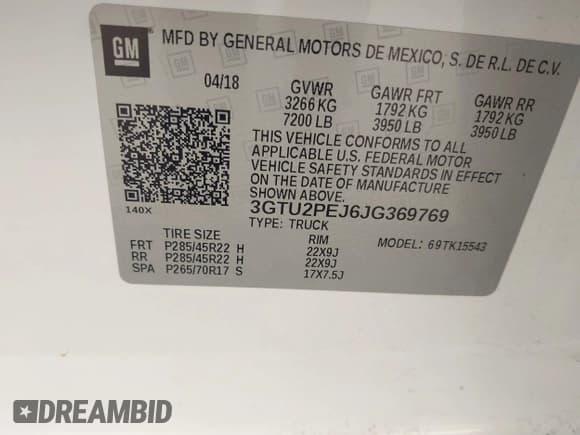 GM
MFD BY GENERAL MOTORS DE MEXICO, S. DE R.L. DE C.V.
04/18 GVWR GAWR FRT GAWR RR
3266 KG 1792 KG 1792 KG
7200 LB 3950 LB 3950 LB
THIS VEHICLE CONFORMS TO ALL
APPLICABLE U.S. FEDERAL MOTOR
VEHICLE SAFETY STANDARDS IN
EFFECT ON THE DATE OF MANUFACTURE
SHOWN ABOVE
140X 3GTU2PEJ6JG369769
TYPE: TRUCK
TIRE SIZE RIM MODEL: 69TK15543
FRT P285/45R22 H 22X9J
RR P285/45R22 H 22X9J
SPA P265/70R17 S 17X7.5J
DREAMBID